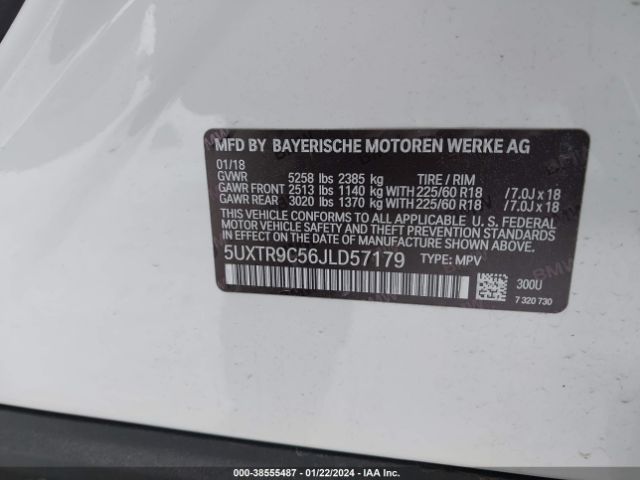 MFD BY BAYERISCHE MOTOREN WERKE AG
01/18
GVWR 5258 lbs 2385 kg TIRE / RIM
GAWR FRONT 2513 lbs 1140 kg WITH 225/60 R18 /7.0J x 18
GAWR REAR 3020 lbs 1370 kg WITH 225/60 R18 /7.0J x 18
THIS VEHICLE CONFORMS TO ALL APPLICABLE U. S. FEDERAL
MOTOR VEHICLE SAFETY, BUMPER, AND THEFT PREVENTION
STANDARDS IN EFFECT ON THE DATE OF MANUFACTURE SHOWN ABOVE.
5UXTR9C56JLD57179 TYPE: MPV
300U
7 320 730
000-38555487 - 01/22/2024 - IAA Inc.